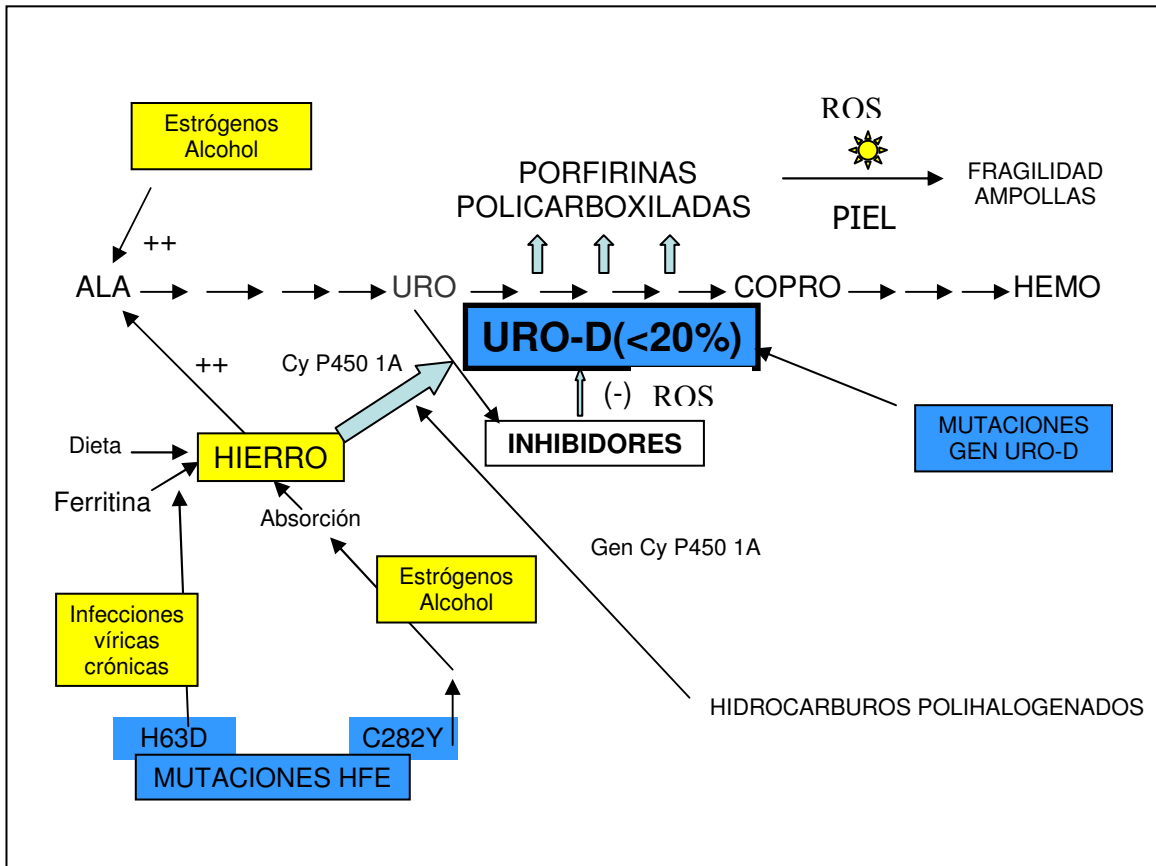 Estrógenos
Alcohol
ROS
PORFIRINAS
POLICARBOXILADAS
FRAGILIDAD
AMPOLLAS
PIEL
++
ALA
URO
COPRO
HEMO
URO-D(<20%)
++
Cy P450 1A
(-) ROS
INHIBIDORES
MUTACIONES
GEN URO-D
Dieta
HIERRO
Ferritina
Absorción
Gen Cy P450 1A
Estrógenos
Alcohol
Infecciones
víricas
crónicas
HIDROCARBUROS POLIHALOGENADOS
H63D
C282Y
MUTACIONES HFE